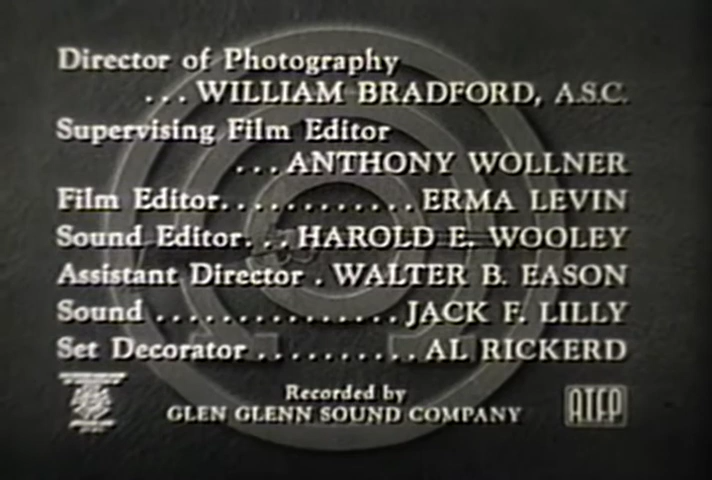 Director of Photography
... WILLIAM BRADFORD, A.S.C.
Supervising Film Editor
... ANTHONY WOLLNER
Film Editor............ERMA LEVIN
Sound Editor...HAROLD E. WOOLEY
Assistant Director . WALTER B. EASON
Sound ...............JACK F. LILLY
Set Decorator ..........AL RICKERD
Recorded by
GLEN GLENN SOUND COMPANY
ATFP